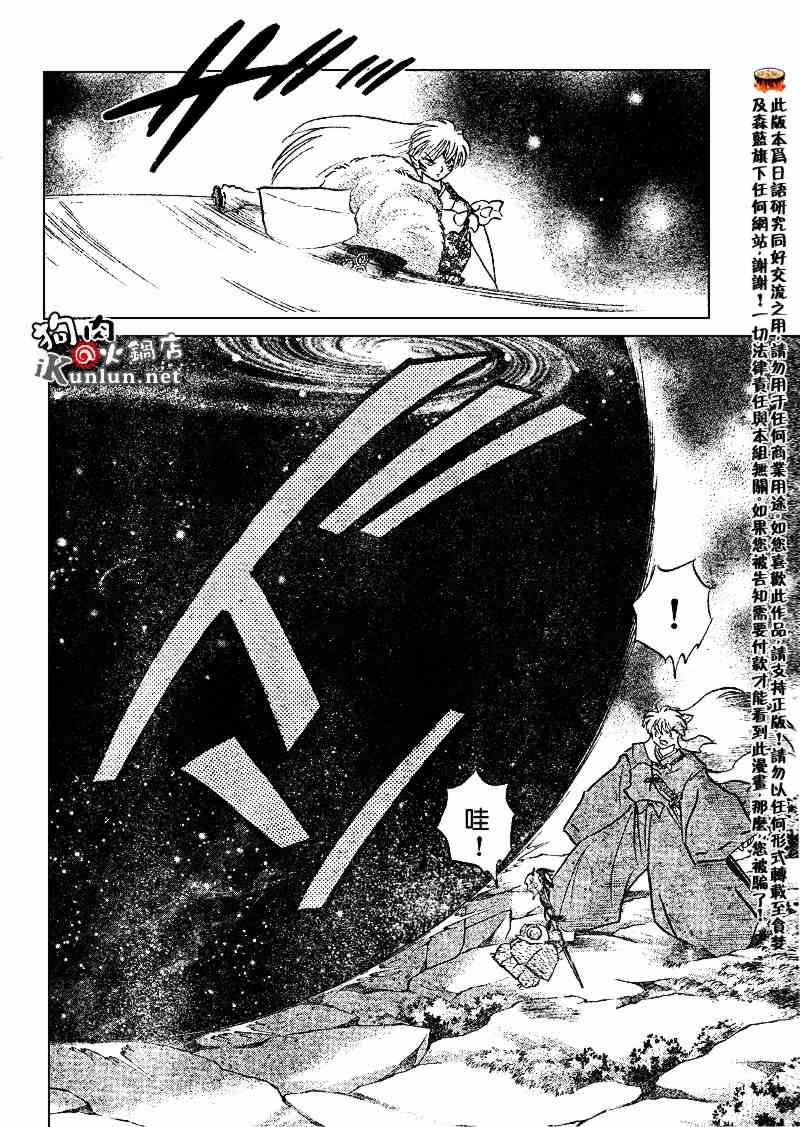 此版本爲日語研究同好交流之用，請勿用于任何商業用途。如您喜歡此作品，請支持正版！請勿以任何形式轉載至貪婪
及森藍旗下任何網站，謝謝！一切法律責任與本組無關。如果您被告知需要付款才能看到此漫畫，那麼，您被騙了！
狗肉火鍋店
iKunlun.net
！
哇！